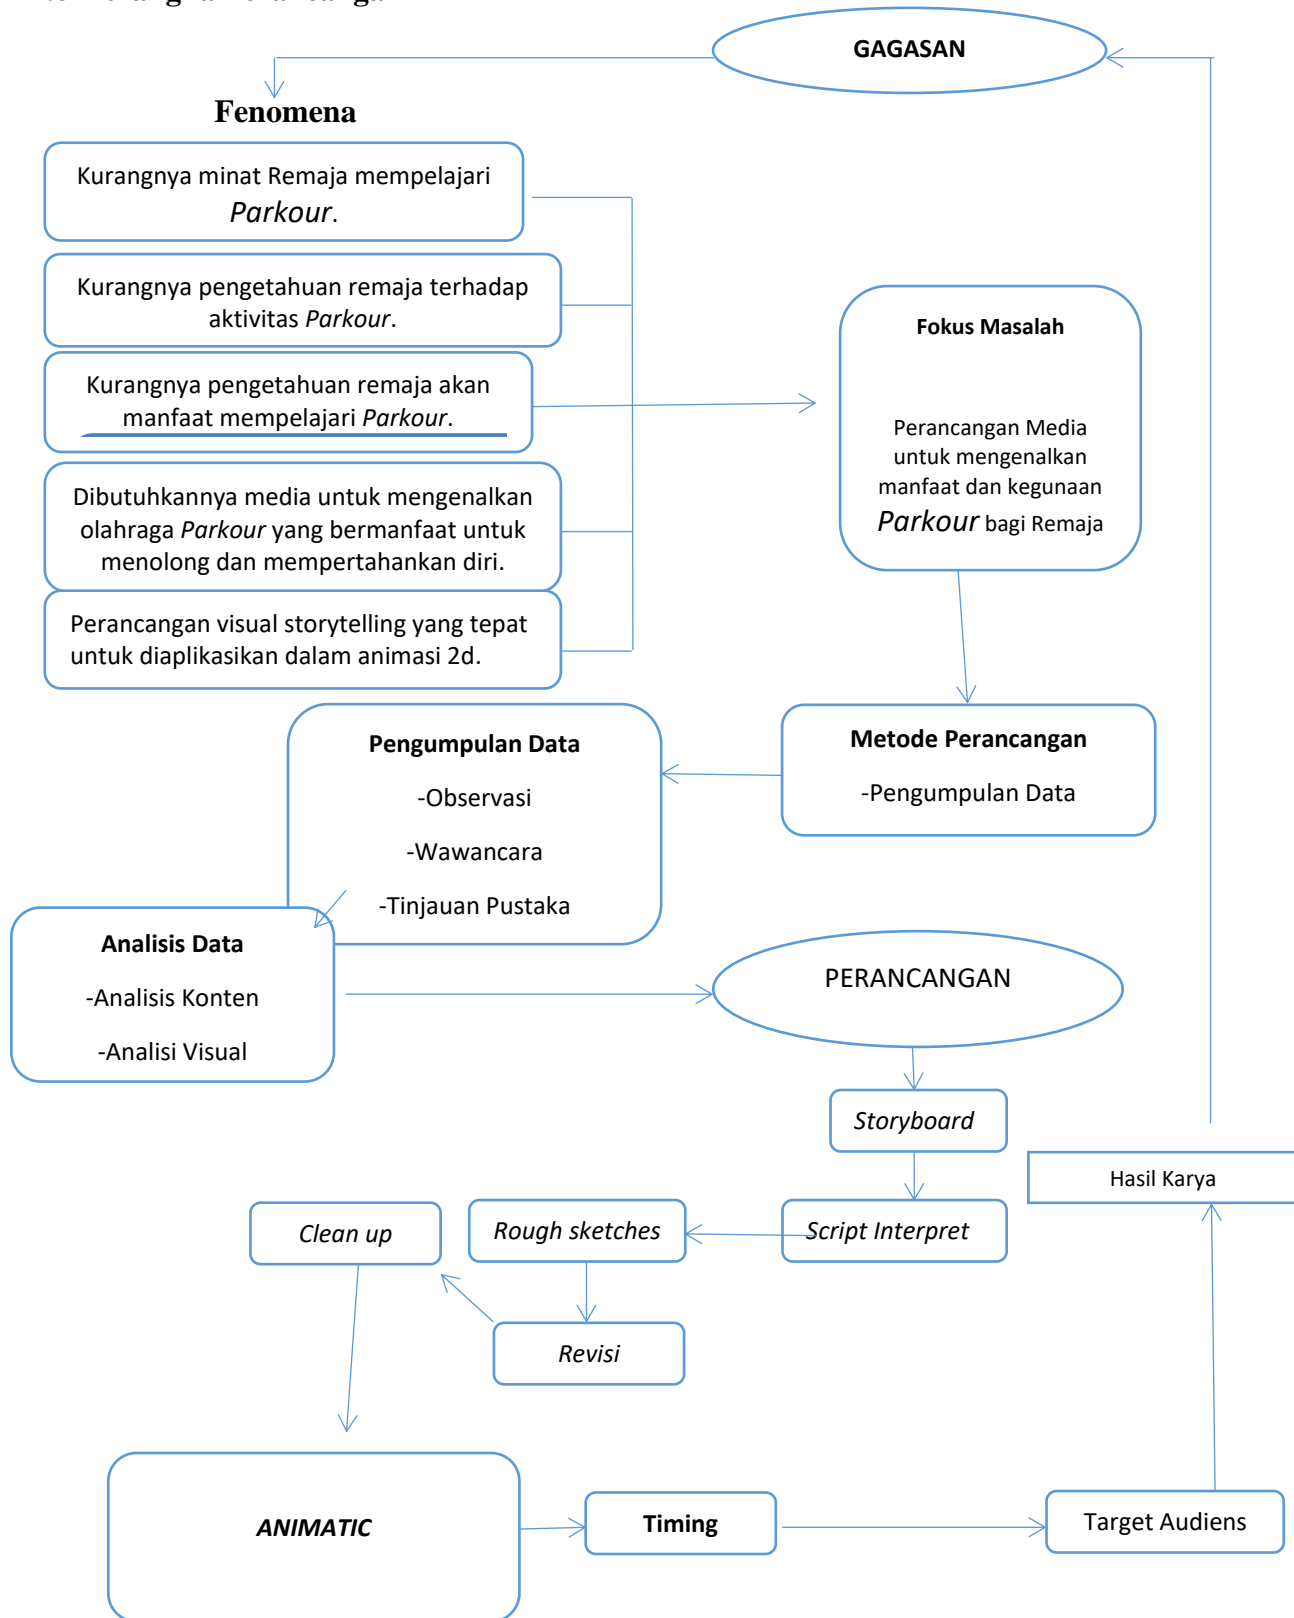 GAGASAN
Fenomena
Kurangnya minat Remaja mempelajari
Parkour.
Kurangnya pengetahuan remaja terhadap
aktivitas Parkour.
Kurangnya pengetahuan remaja akan
manfaat mempelajari Parkour.
Dibutuhkannya media untuk mengenalkan
olahraga Parkour yang bermanfaat untuk
menolong dan mempertahankan diri.
Perancangan visual storytelling yang tepat
untuk diaplikasikan dalam animasi 2d.
Fokus Masalah
Perancangan Media
untuk mengenalkan
manfaat dan kegunaan
Parkour bagi Remaja
Metode Perancangan
-Pengumpulan Data
Pengumpulan Data
-Observasi
-Wawancara
-Tinjauan Pustaka
Analisis Data
-Analisis Konten
-Analisi Visual
PERANCANGAN
Storyboard
Script Interpret
Rough sketches
Revisi
Clean up
ANIMATIC
Timing
Target Audiens
Hasil Karya